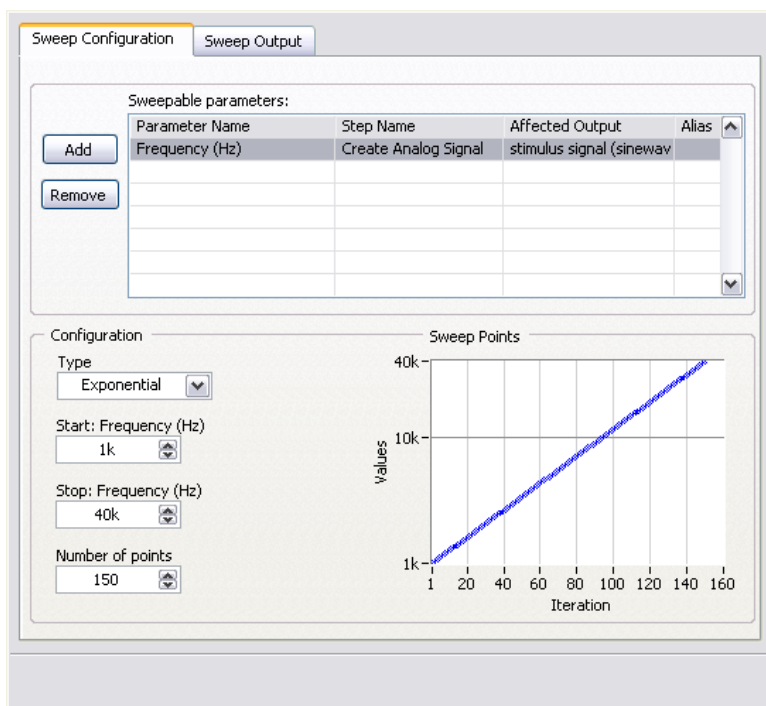 Sweep Configuration Sweep Output
Sweepable parameters:
Add
Remove
Parameter Name Step Name Affected Output Alias
Frequency (Hz) Create Analog Signal stimulus signal (sinewav
Configuration
Type
Exponential
Start: Frequency (Hz)
1k
Stop: Frequency (Hz)
40k
Number of points
150
Sweep Points
40k
10k
1k
Values
1 20 40 60 80 100 120 140 160
Iteration